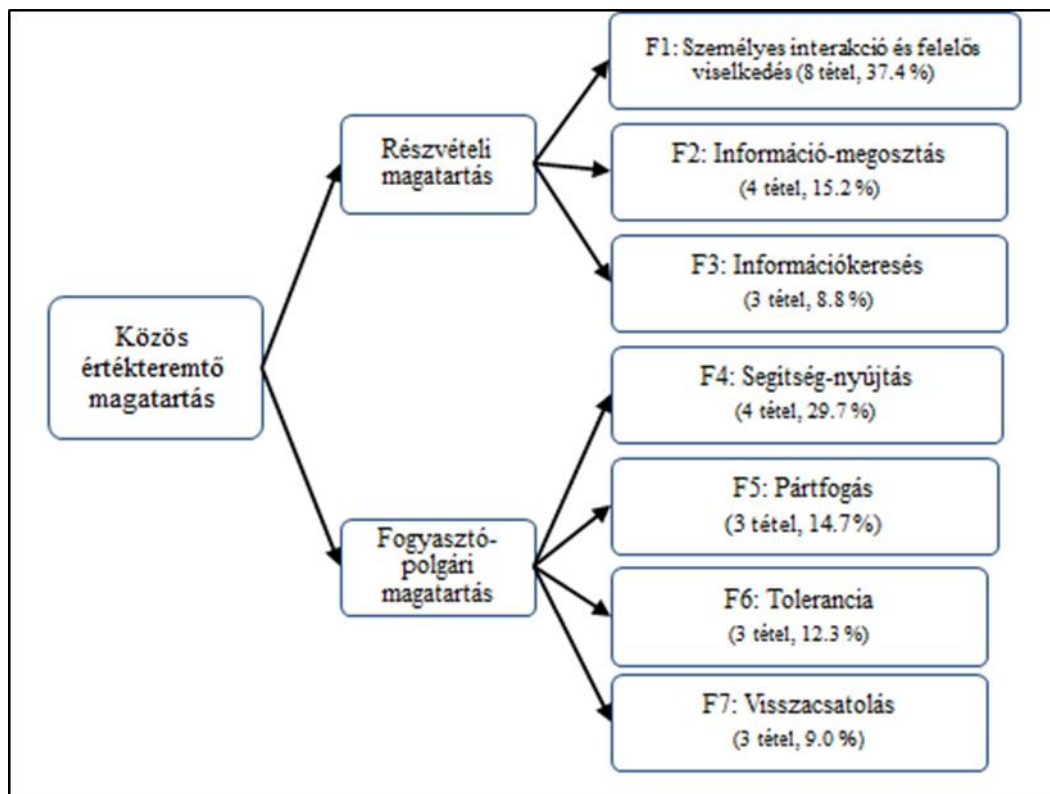 Közös
értékteremtő
magatartás
Részvételi
magatartás
F1: Személyes interakció és felelős
viselkedés (8 tétel, 37.4 %)
F2: Információ-megosztás
(4 tétel, 15.2 %)
F3: Információkeresés
(3 tétel, 8.8 %)
Fogyasztó-
polgári
magatartás
F4: Segítség-nyújtás
(4 tétel, 29.7 %)
F5: Pártfogás
(3 tétel, 14.7%)
F6: Tolerancia
(3 tétel, 12.3 %)
F7: Visszacsatolás
(3 tétel, 9.0 %)